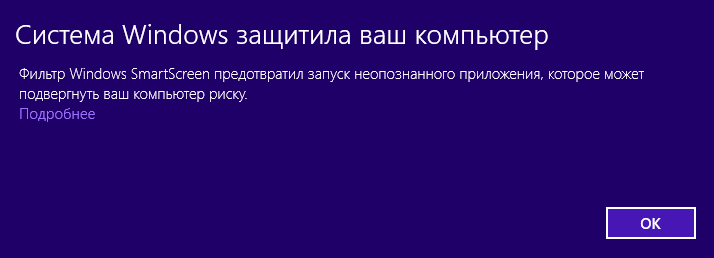 Система Windows защитила ваш компьютер
Фильтр Windows SmartScreen предотвратил запуск неопознанного приложения, которое может
подвергнуть ваш компьютер риску.
Подробнее
ОК